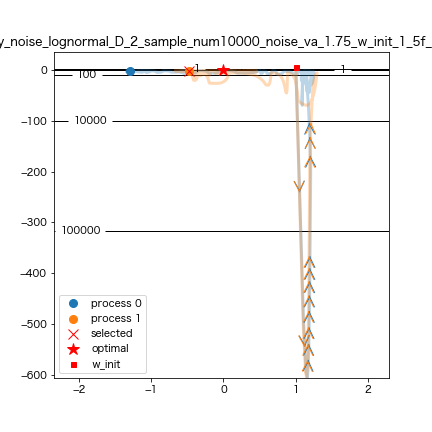 y_noise_lognormal_D_2_sample_num10000_noise_va_1.75_w_init_1_5f_
0
−100
−200
−300
−400
−500
−600
−2
−1
0
1
2
1
1
100
10000
100000
process 0
process 1
selected
optimal
w_init